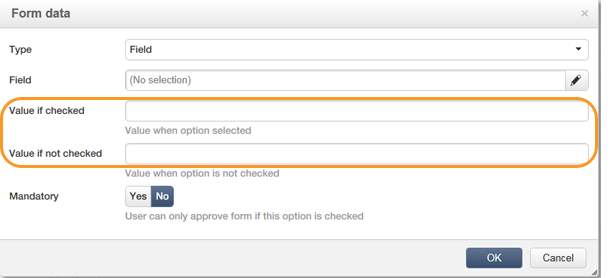 Form data
×
Type Field
Field (No selection)
Value if checked
Value when option selected
Value if not checked
Value when option is not checked
Mandatory Yes No
User can only approve form if this option is checked
OK Cancel